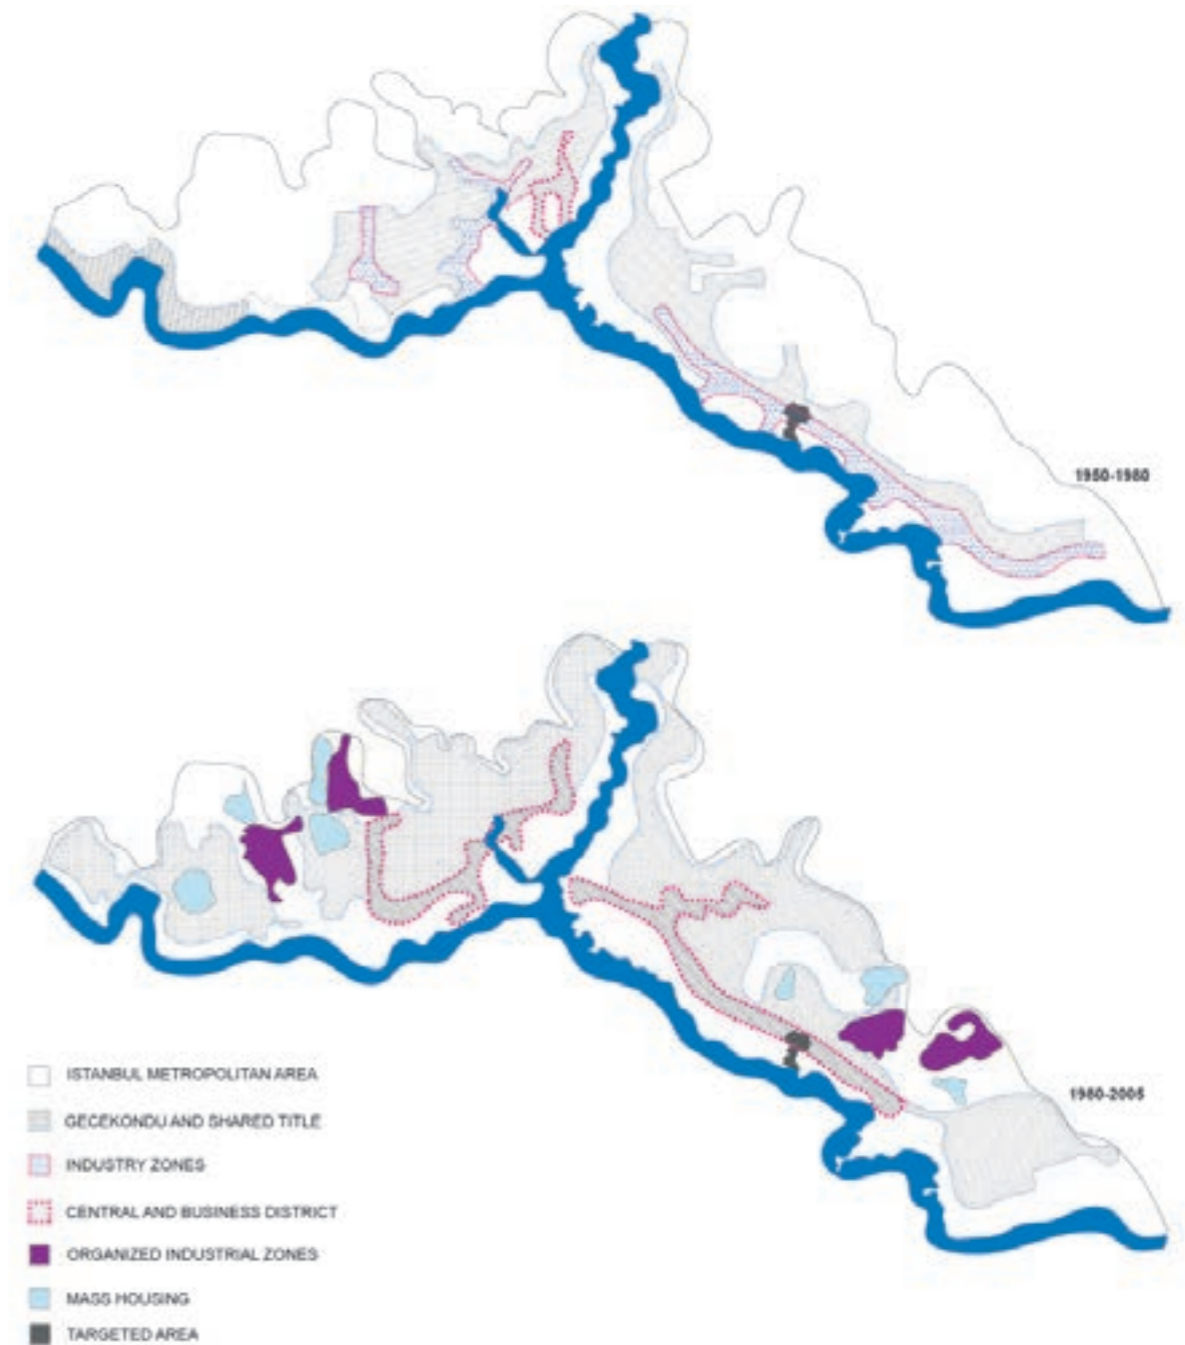 1950-1980
1980-2005
ISTANBUL METROPOLITAN AREA
GECEKONDU AND SHARED TITLE
INDUSTRY ZONES
CENTRAL AND BUSINESS DISTRICT
ORGANIZED INDUSTRIAL ZONES
MASS HOUSING
TARGETED AREA